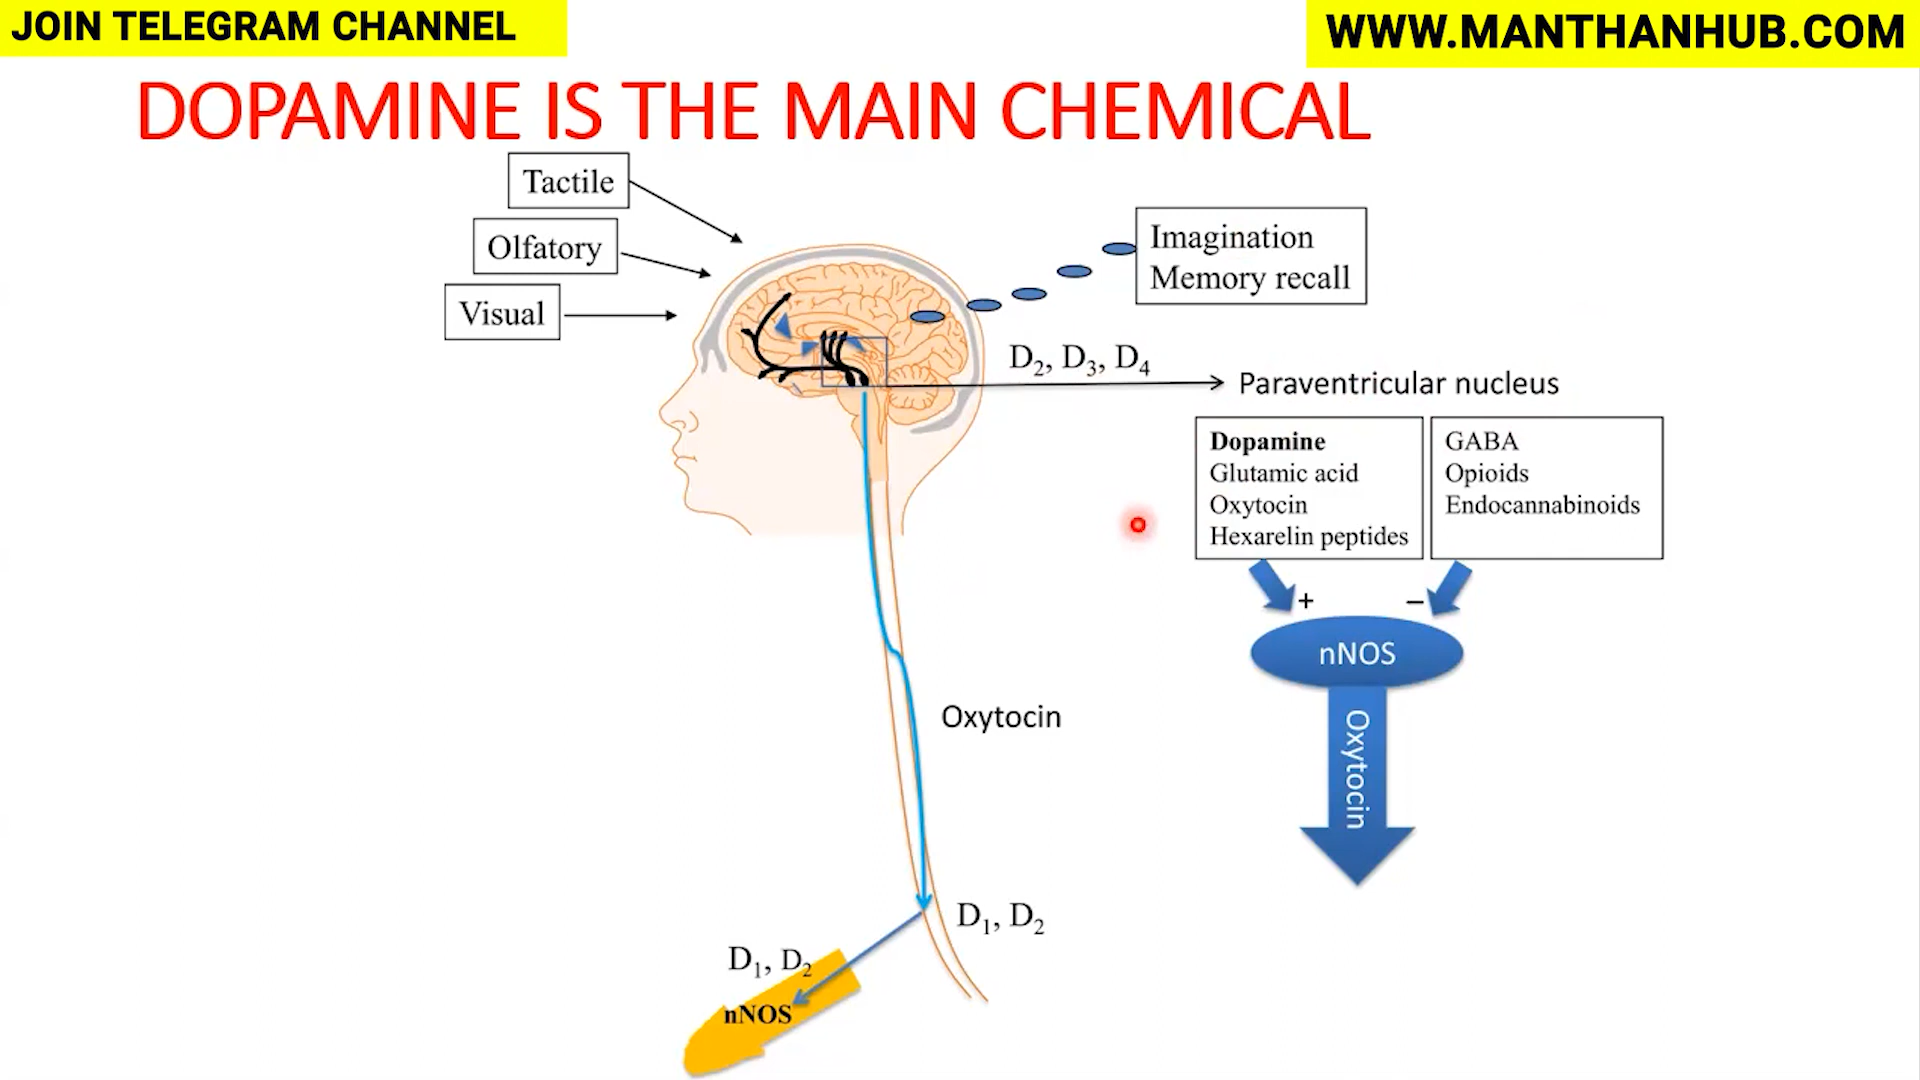 JOIN TELEGRAM CHANNEL
WWW.MANTHANHUB.COM
DOPAMINE IS THE MAIN CHEMICAL
Tactile
Olfatory
Visual
Imagination
Memory recall
D2, D3, D4
Paraventricular nucleus
Dopamine
Glutamic acid
Oxytocin
Hexarelin peptides
GABA
Opioids
Endocannabinoids
+
–
nNOS
Oxytocin
Oxytocin
D1, D2
D1, D2
nNOS